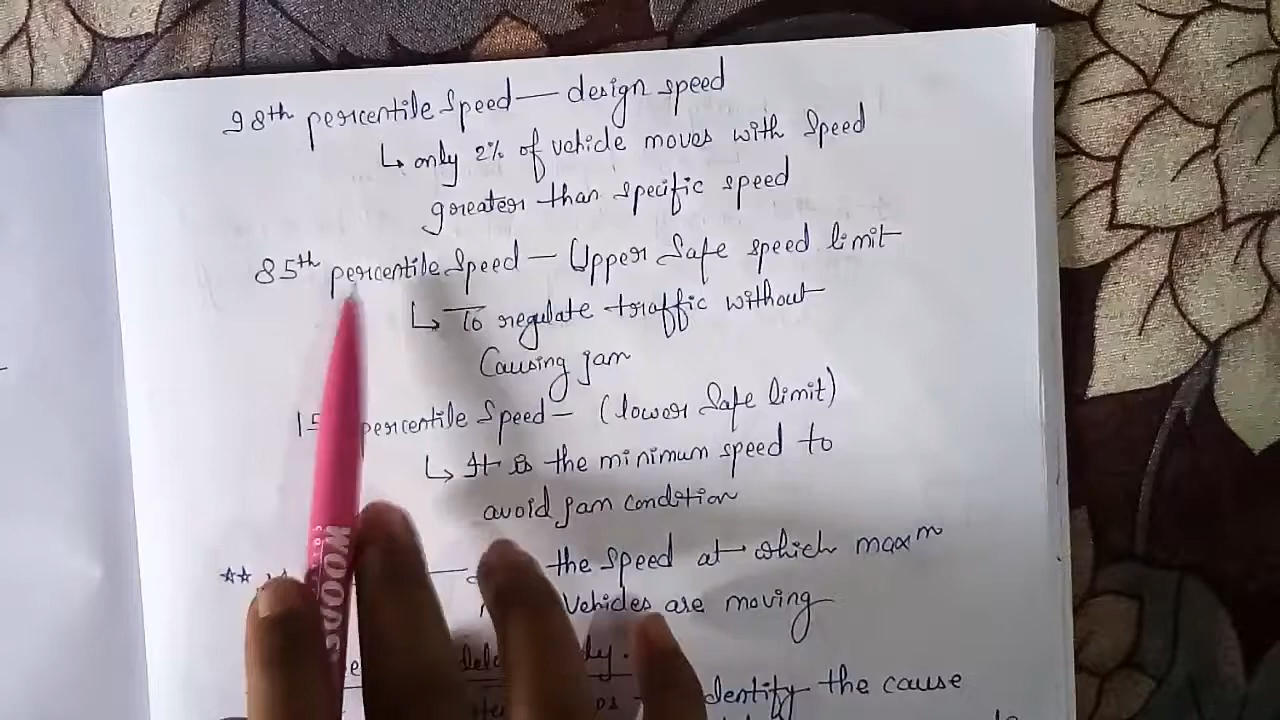 98th percentile Speed — design speed
↳ only 2% of vehicle moves with Speed
greater than specific speed
85th percentile Speed — Upper Safe speed limit
↳ To regulate traffic without
Causing jam
percentile Speed — (lower Safe limit)
↳ It is the minimum speed to
avoid jam condition
☆☆ — the Speed at which maxm
Vehicles are moving
identify the cause
WOODS